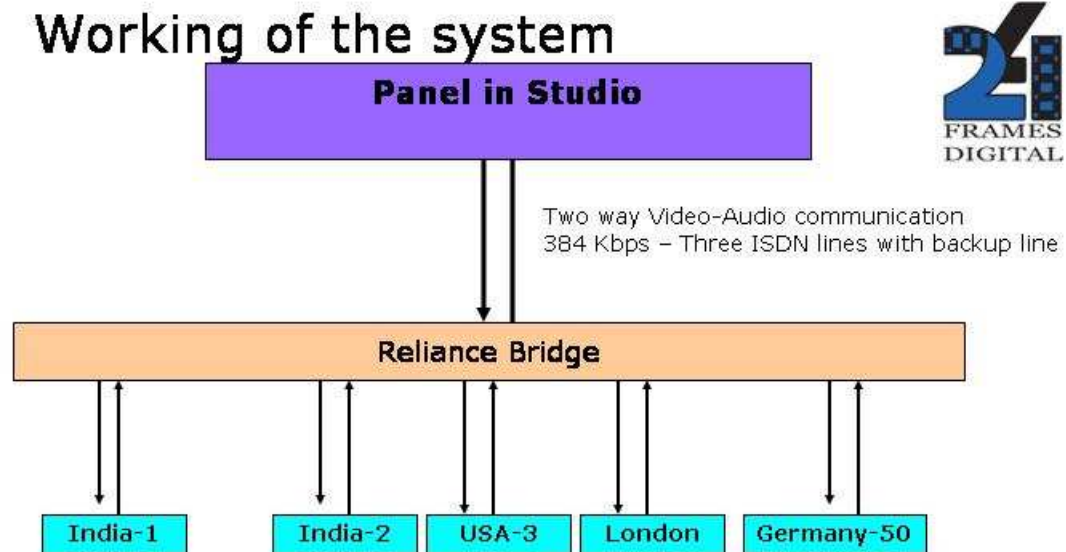 Working of the system
Panel in Studio
24
FRAMES
DIGITAL
Two way Video-Audio communication
384 Kbps – Three ISDN lines with backup line
Reliance Bridge
India-1
India-2
USA-3
London
Germany-50